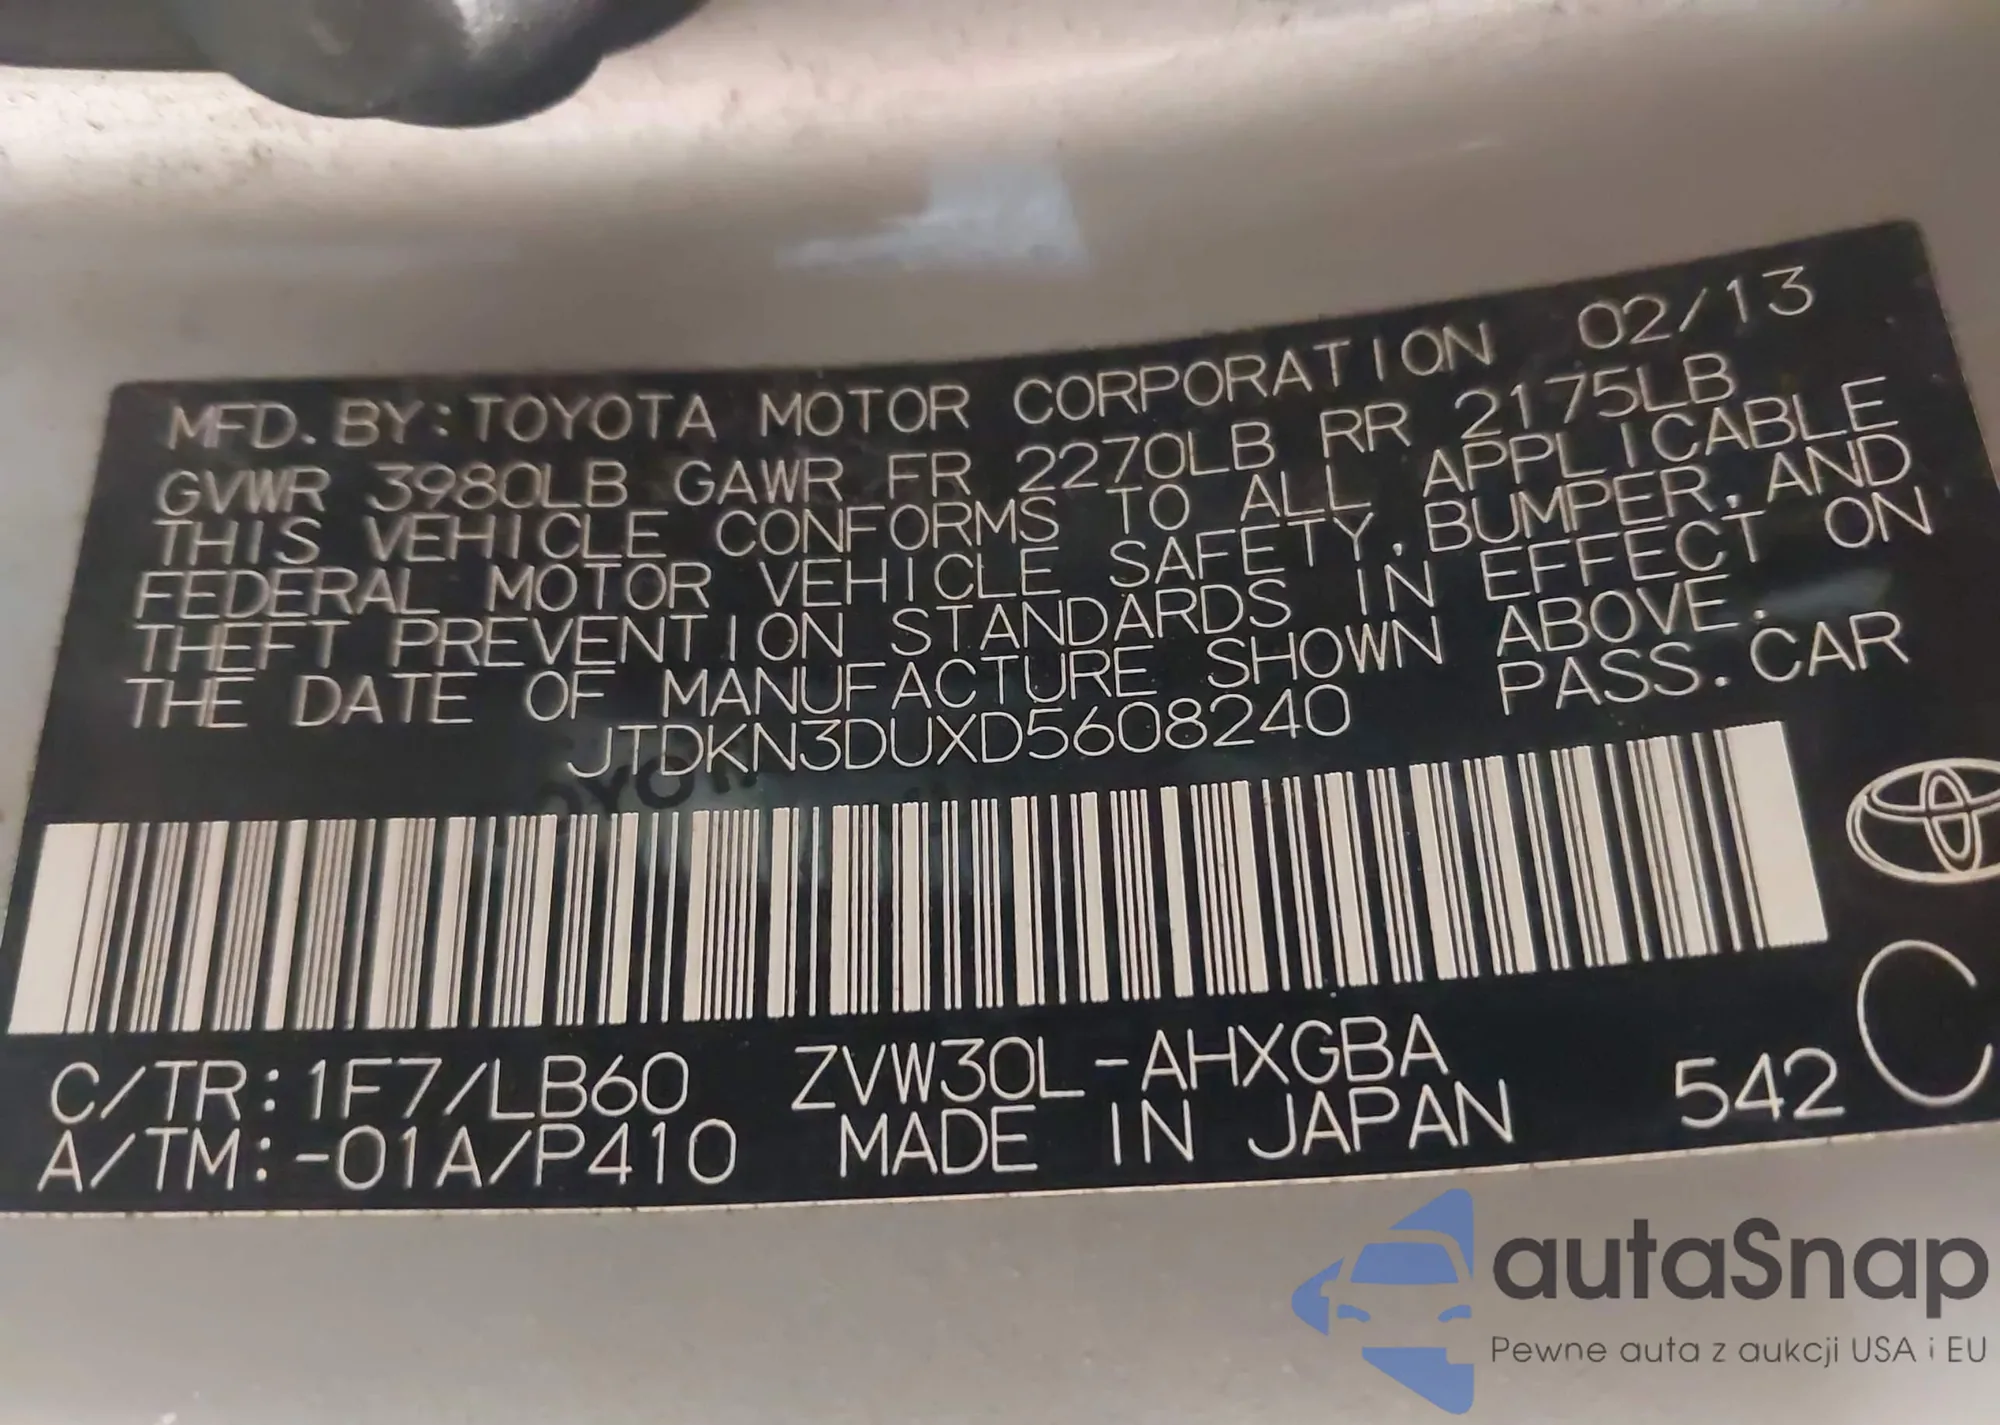 MFD. BY: TOYOTA MOTOR CORPORATION 02/13
GVWR 3980LB GAWR FR 2270LB RR 2175LB
THIS VEHICLE CONFORMS TO ALL APPLICABLE
FEDERAL MOTOR VEHICLE SAFETY, BUMPER, AND
THEFT PREVENTION STANDARDS IN EFFECT ON
THE DATE OF MANUFACTURE SHOWN ABOVE.
JTDKN3DUXD5608240 PASS. CAR
C/TR: 1F7/LB60 ZVW30L-AHXGBA
A/TM: -01A/P410 MADE IN JAPAN 542 C
autaSnap
Pewne auta z aukcji USA i EU